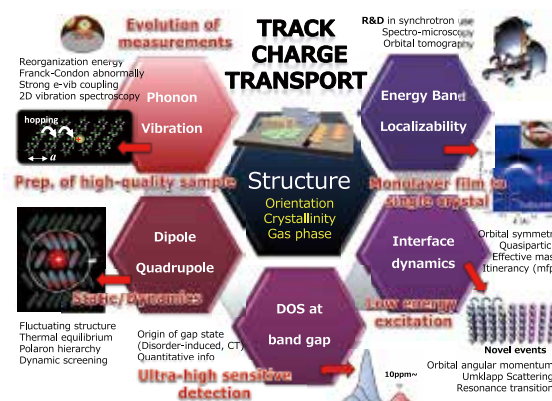 Evolution of
measurements
TRACK
CHARGE
TRANSPORT
R&D in synchrotron use
Spectro-microscopy
Orbital tomography
Reorganization energy
Franck-Condon abnormally
Strong e-vib coupling
2D vibration spectroscopy
Phonon
Vibration
Energy Band
Localizability
hopping
a
Prep. of high-quality sample
Structure
Orientation
Crystallinity
Gas phase
Monolayer film to
single crystal
Dipole
Quadrupole
Interface
dynamics
Orbital symmetr
Quasipartic
Effective mas
Itinerancy (mfp
Static/Dynamics
DOS at
band gap
Low energy
excitation
Fluctuating structure
Thermal equilibrium
Polaron hierarchy
Dynamic screening
Origin of gap state
(Disorder-induced, CT)
Quantitative info
Ultra-high sensitive
detection
10ppm~
Novel events
Orbital angular momentum
Umklapp Scattering
Resonance transition